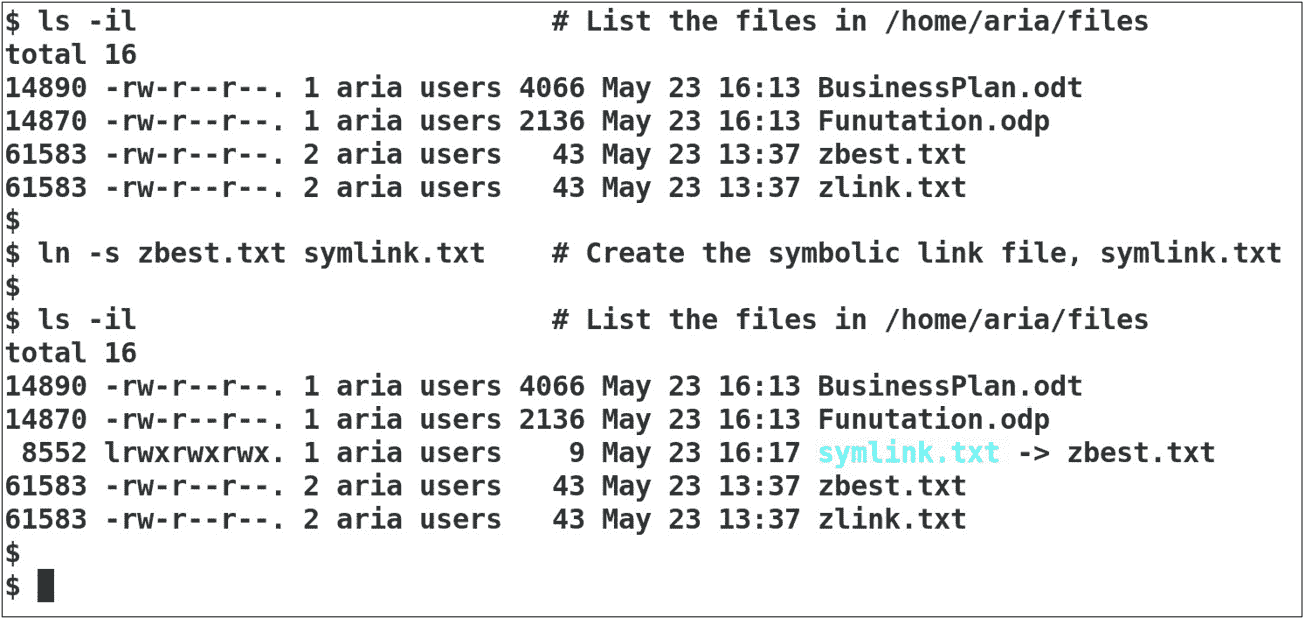 $ ls -il                         # List the files in /home/aria/files
total 16
14890 -rw-r--r--. 1 aria users 4066 May 23 16:13 BusinessPlan.odt
14870 -rw-r--r--. 1 aria users 2136 May 23 16:13 Funutation.odp
61583 -rw-r--r--. 2 aria users   43 May 23 13:37 zbest.txt
61583 -rw-r--r--. 2 aria users   43 May 23 13:37 zlink.txt
$
$ ln -s zbest.txt symlink.txt    # Create the symbolic link file, symlink.txt
$
$ ls -il                         # List the files in /home/aria/files
total 16
14890 -rw-r--r--. 1 aria users 4066 May 23 16:13 BusinessPlan.odt
14870 -rw-r--r--. 1 aria users 2136 May 23 16:13 Funutation.odp
 8552 lrwxrwxrwx. 1 aria users    9 May 23 16:17 symlink.txt -> zbest.txt
61583 -rw-r--r--. 2 aria users   43 May 23 13:37 zbest.txt
61583 -rw-r--r--. 2 aria users   43 May 23 13:37 zlink.txt
$
$